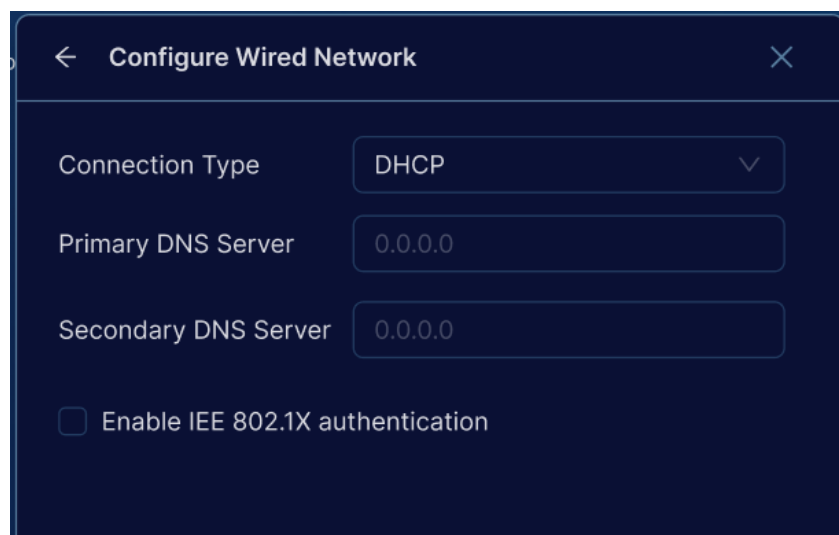 Configure Wired Network
Connection Type DHCP
Primary DNS Server 0.0.0.0
Secondary DNS Server 0.0.0.0
Enable IEE 802.1X authentication